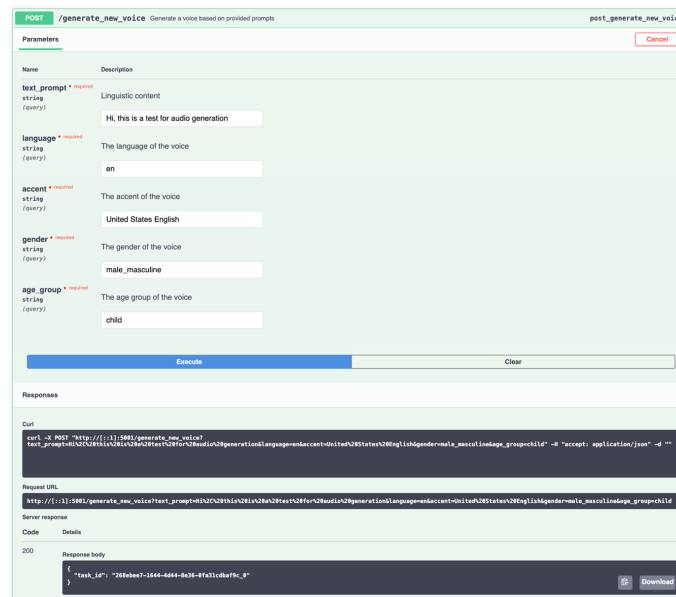 POST /generate_new_voice Generate a voice based on provided prompts post_generate_new_voic
Parameters Cancel
Name Description
text_prompt * required
string
(query)
Linguistic content
Hi, this is a test for audio generation
language * required
string
(query)
The language of the voice
en
accent * required
string
(query)
The accent of the voice
United States English
gender * required
string
(query)
The gender of the voice
male_masculine
age_group * required
string
(query)
The age group of the voice
child
Execute Clear
Responses
Curl
curl -X POST "http://[::1]:5001/generate_new_voice?
text_prompt=Hi%2C%20this%20is%20a%20test%20for%20audio%20generation&language=en&accent=United%20States%20English&gender=male_masculine&age_group=child" -H "accept: application/json" -d ""
Request URL
http://[::1]:5001/generate_new_voice?text_prompt=Hi%2C%20this%20is%20a%20test%20for%20audio%20generation&language=en&accent=United%20States%20English&gender=male_masculine&age_group=child
Server response
Code Details
200
Response body
{
"task_id": "268ebee7-1644-4d44-8e36-0fa31cdbaf9c_0"
}
Download